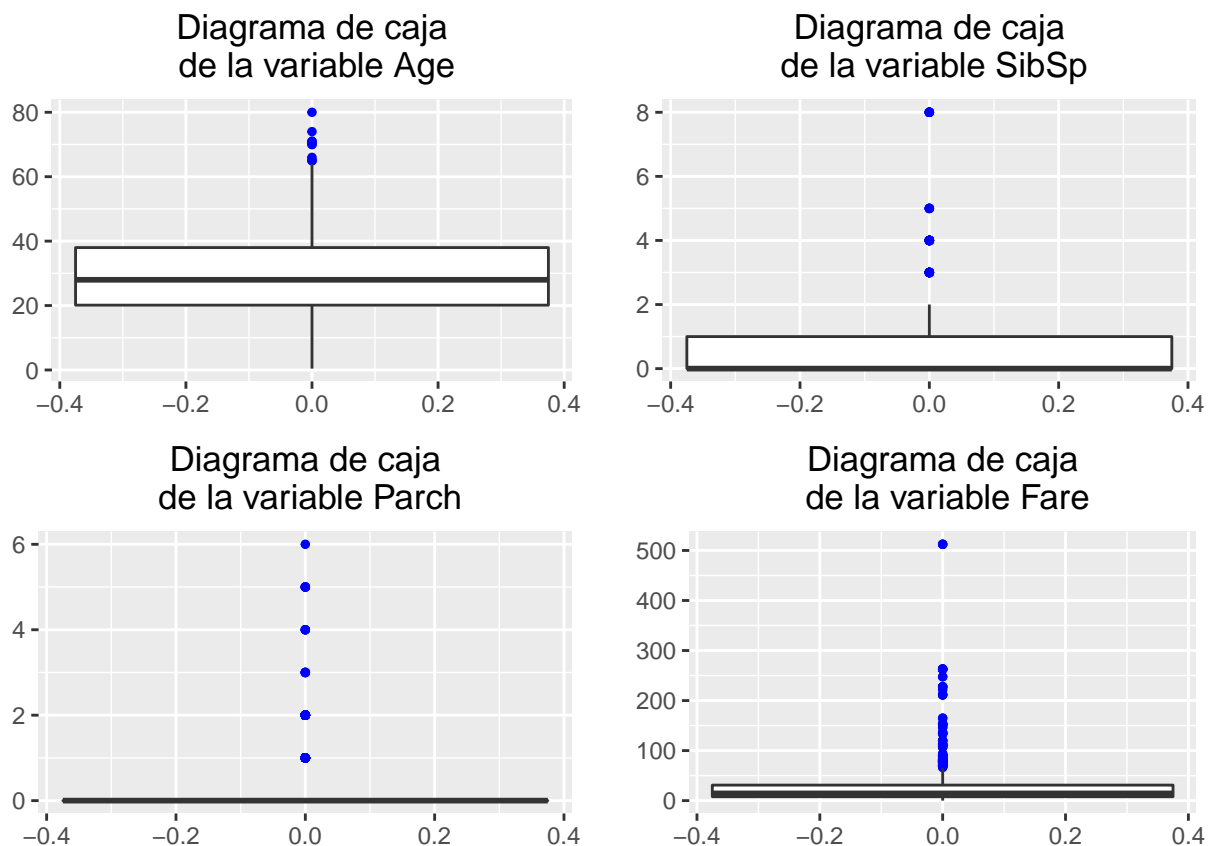 Diagrama de caja
de la variable Age
80
60
40
20
0
−0.4 −0.2 0.0 0.2 0.4
Diagrama de caja
de la variable SibSp
8
6
4
2
0
−0.4 −0.2 0.0 0.2 0.4
Diagrama de caja
de la variable Parch
6
4
2
0
−0.4 −0.2 0.0 0.2 0.4
Diagrama de caja
de la variable Fare
500
400
300
200
100
0
−0.4 −0.2 0.0 0.2 0.4